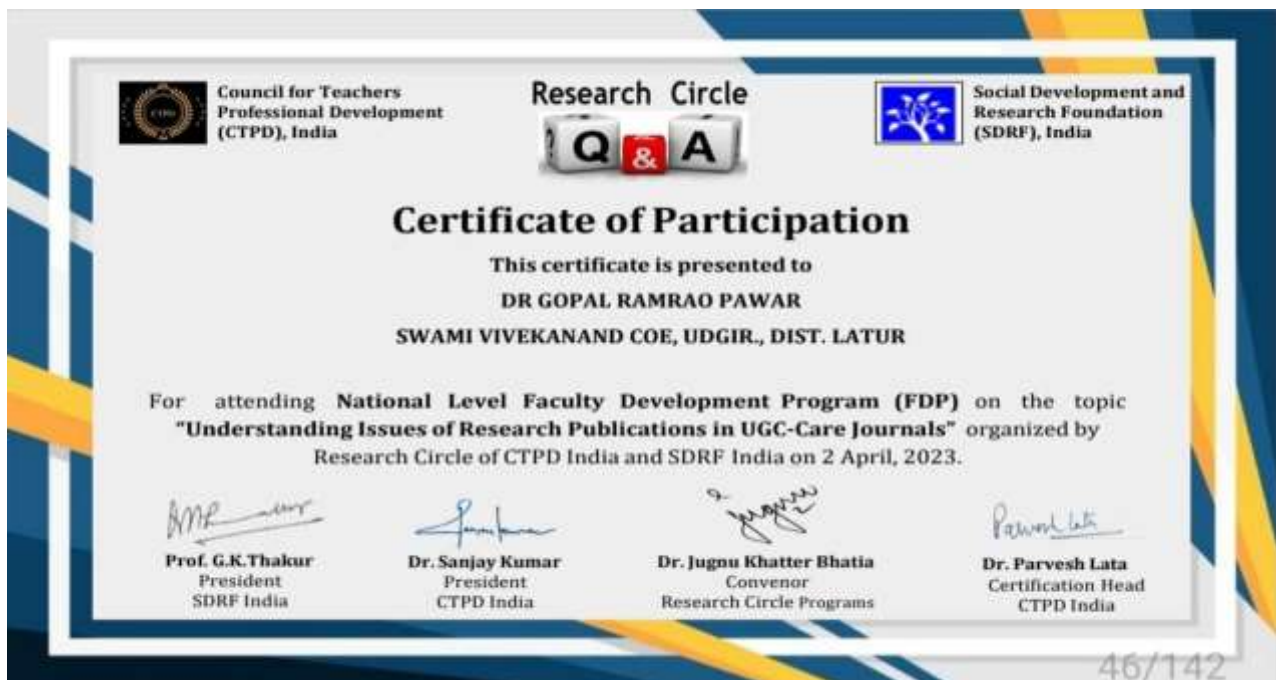 Council for Teachers
Professional Development
(CTPD), India
Research Circle
? Q & A
Social Development and
Research Foundation
(SDRF), India
CTPD
Certificate of Participation
This certificate is presented to
DR GOPAL RAMRAO PAWAR
SWAMI VIVEKANAND COE, UDGIR., DIST. LATUR
For attending National Level Faculty Development Program (FDP) on the topic
"Understanding Issues of Research Publications in UGC-Care Journals" organized by
Research Circle of CTPD India and SDRF India on 2 April, 2023.
Jugnu
Parvesh Lata
Prof. G.K.Thakur
President
SDRF India
Dr. Sanjay Kumar
President
CTPD India
Dr. Jugnu Khatter Bhatia
Convenor
Research Circle Programs
Dr. Parvesh Lata
Certification Head
CTPD India
46/142